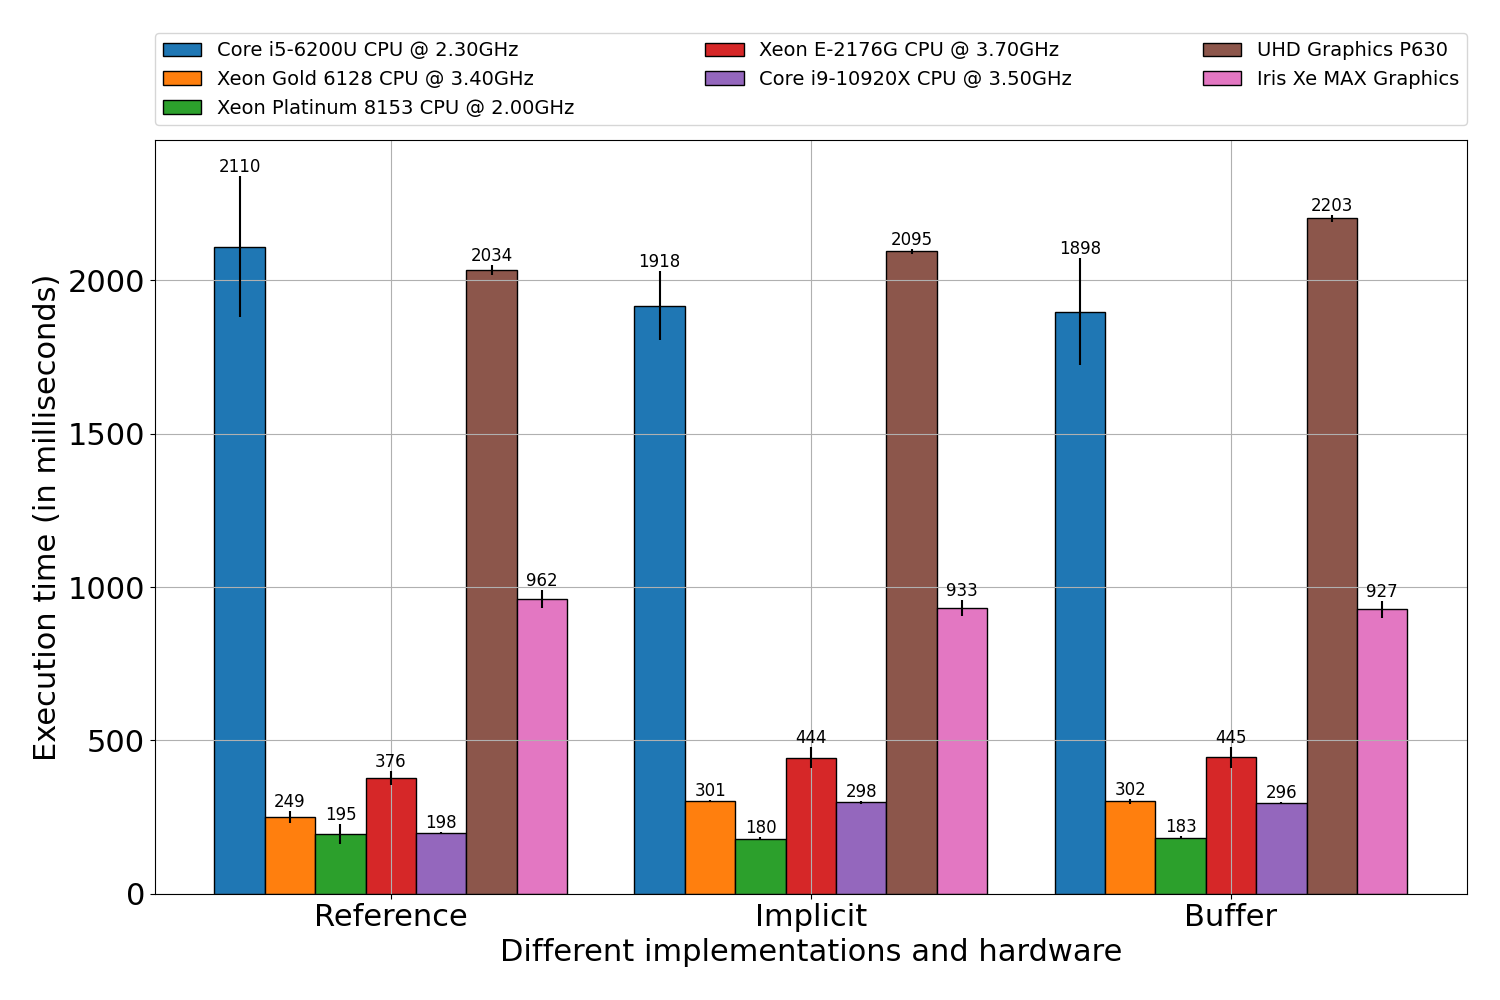 Core i5-6200U CPU @ 2.30GHz
Xeon Gold 6128 CPU @ 3.40GHz
Xeon Platinum 8153 CPU @ 2.00GHz
Xeon E-2176G CPU @ 3.70GHz
Core i9-10920X CPU @ 3.50GHz
UHD Graphics P630
Iris Xe MAX Graphics
Execution time (in milliseconds)
2000
1500
1000
500
0
2110
249
195
376
198
2034
962
1918
301
180
444
298
2095
933
1898
302
183
445
296
2203
927
Reference
Implicit
Buffer
Different implementations and hardware